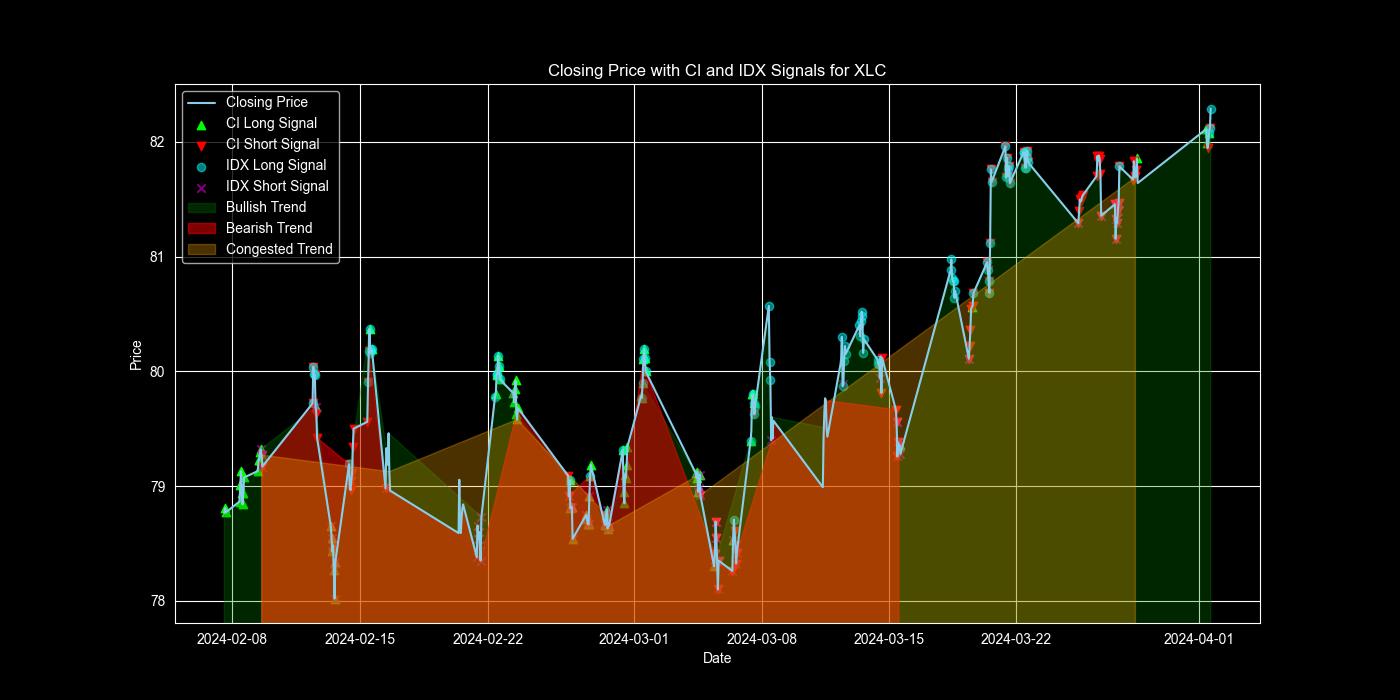 Closing Price with CI and IDX Signals for XLC
Closing Price
CI Long Signal
CI Short Signal
IDX Long Signal
IDX Short Signal
Bullish Trend
Bearish Trend
Congested Trend
82
81
80
79
78
Price
2024-02-08 2024-02-15 2024-02-22 2024-03-01 2024-03-08 2024-03-15 2024-03-22 2024-04-01
Date